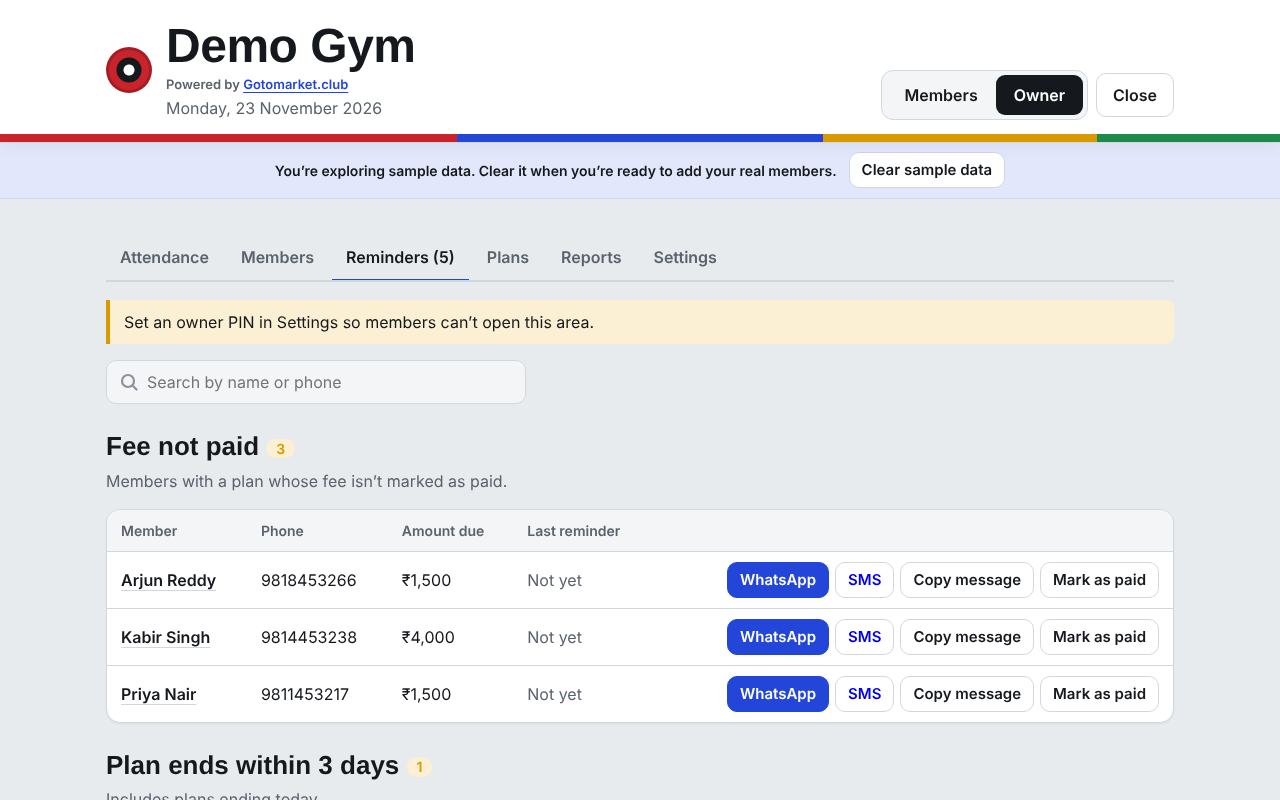 Demo Gym
Powered by Gotomarket.club
Monday, 23 November 2026
Members Owner Close
You’re exploring sample data. Clear it when you’re ready to add your real members. Clear sample data
Attendance Members Reminders (5) Plans Reports Settings
Set an owner PIN in Settings so members can’t open this area.
Search by name or phone
Fee not paid 3
Members with a plan whose fee isn’t marked as paid.
Member Phone Amount due Last reminder
Arjun Reddy 9818453266 ₹1,500 Not yet WhatsApp SMS Copy message Mark as paid
Kabir Singh 9814453238 ₹4,000 Not yet WhatsApp SMS Copy message Mark as paid
Priya Nair 9811453217 ₹1,500 Not yet WhatsApp SMS Copy message Mark as paid
Plan ends within 3 days 1
Includes plans ending today.